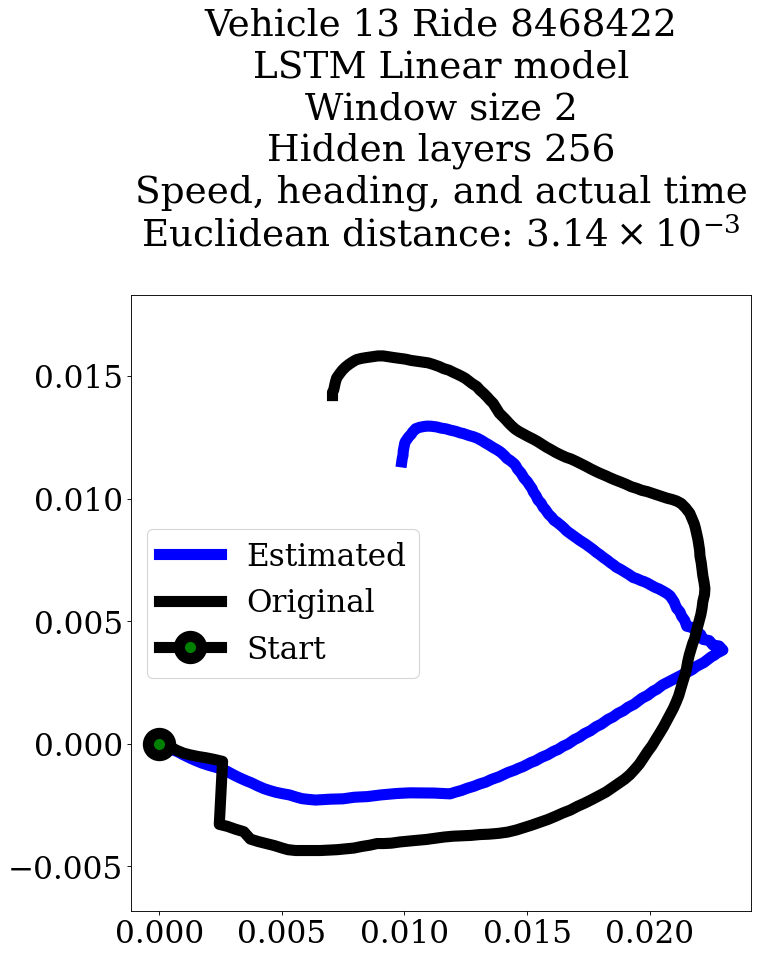 Vehicle 13 Ride 8468422
LSTM Linear model
Window size 2
Hidden layers 256
Speed, heading, and actual time
Euclidean distance: 3.14 × 10⁻³
0.015
0.010
0.005
0.000
−0.005
Estimated
Original
Start
0.000 0.005 0.010 0.015 0.020